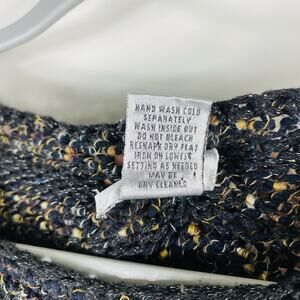 HAND WASH COLD
SEPARATELY
WASH INSIDE OUT
DO NOT BLEACH
RESHAPE DRY FLAT
IRON ON LOWEST
SETTING AS NEEDED
MAY BE
DRY CLEANED